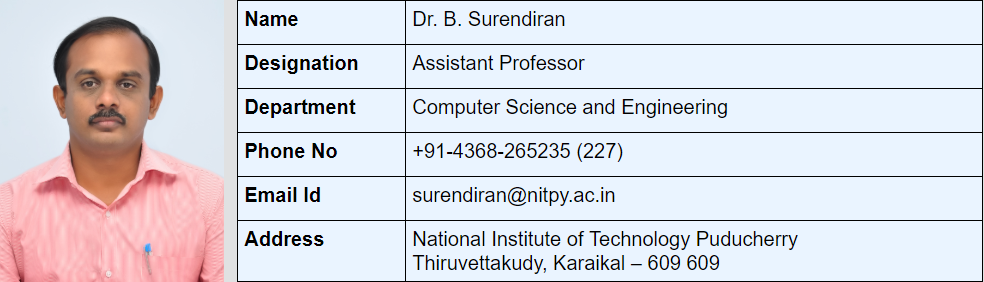 Name Dr. B. Surendiran
Designation Assistant Professor
Department Computer Science and Engineering
Phone No +91-4368-265235 (227)
Email Id surendiran@nitpy.ac.in
Address National Institute of Technology Puducherry
Thiruvettakudy, Karaikal – 609 609